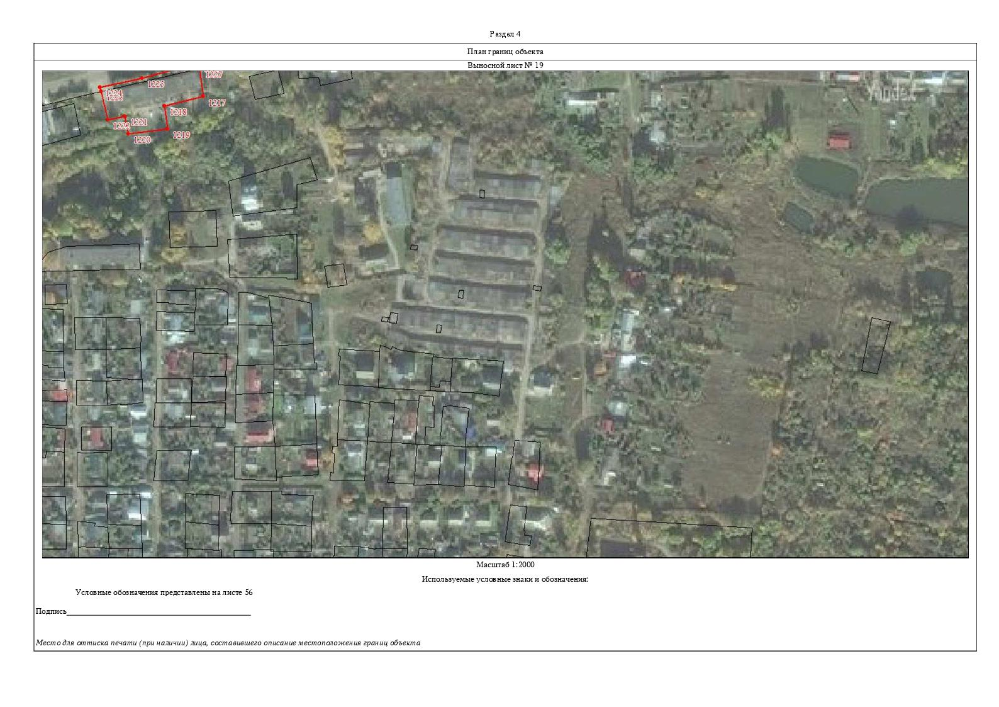 Раздел 4
План границ объекта
Выносной лист № 19
1227
1225
1224
1223
1217
1218
1221
1222
1219
1220
Yandex
Масштаб 1:2000
Используемые условные знаки и обозначения:
Условные обозначения представлены на листе 56
Подпись
Место для оттиска печати (при наличии) лица, составившего описание местоположения границ объекта